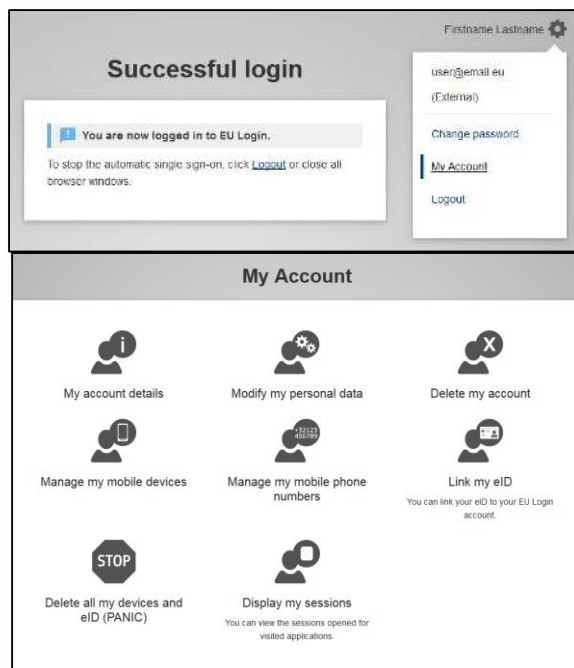 Firstname Lastname
Successful login
user@email.eu
(External)
You are now logged in to EU Login.
Change password
To stop the automatic single sign-on, click Logout or close all
browser windows.
My Account
Logout
My Account
i
X
My account details
Modify my personal data
Delete my account
+32123
456789
Manage my mobile devices
Manage my mobile phone
numbers
Link my eID
You can link your eID to your EU Login
account.
STOP
Delete all my devices and
eID (PANIC)
Display my sessions
You can view the sessions opened for
visited applications.